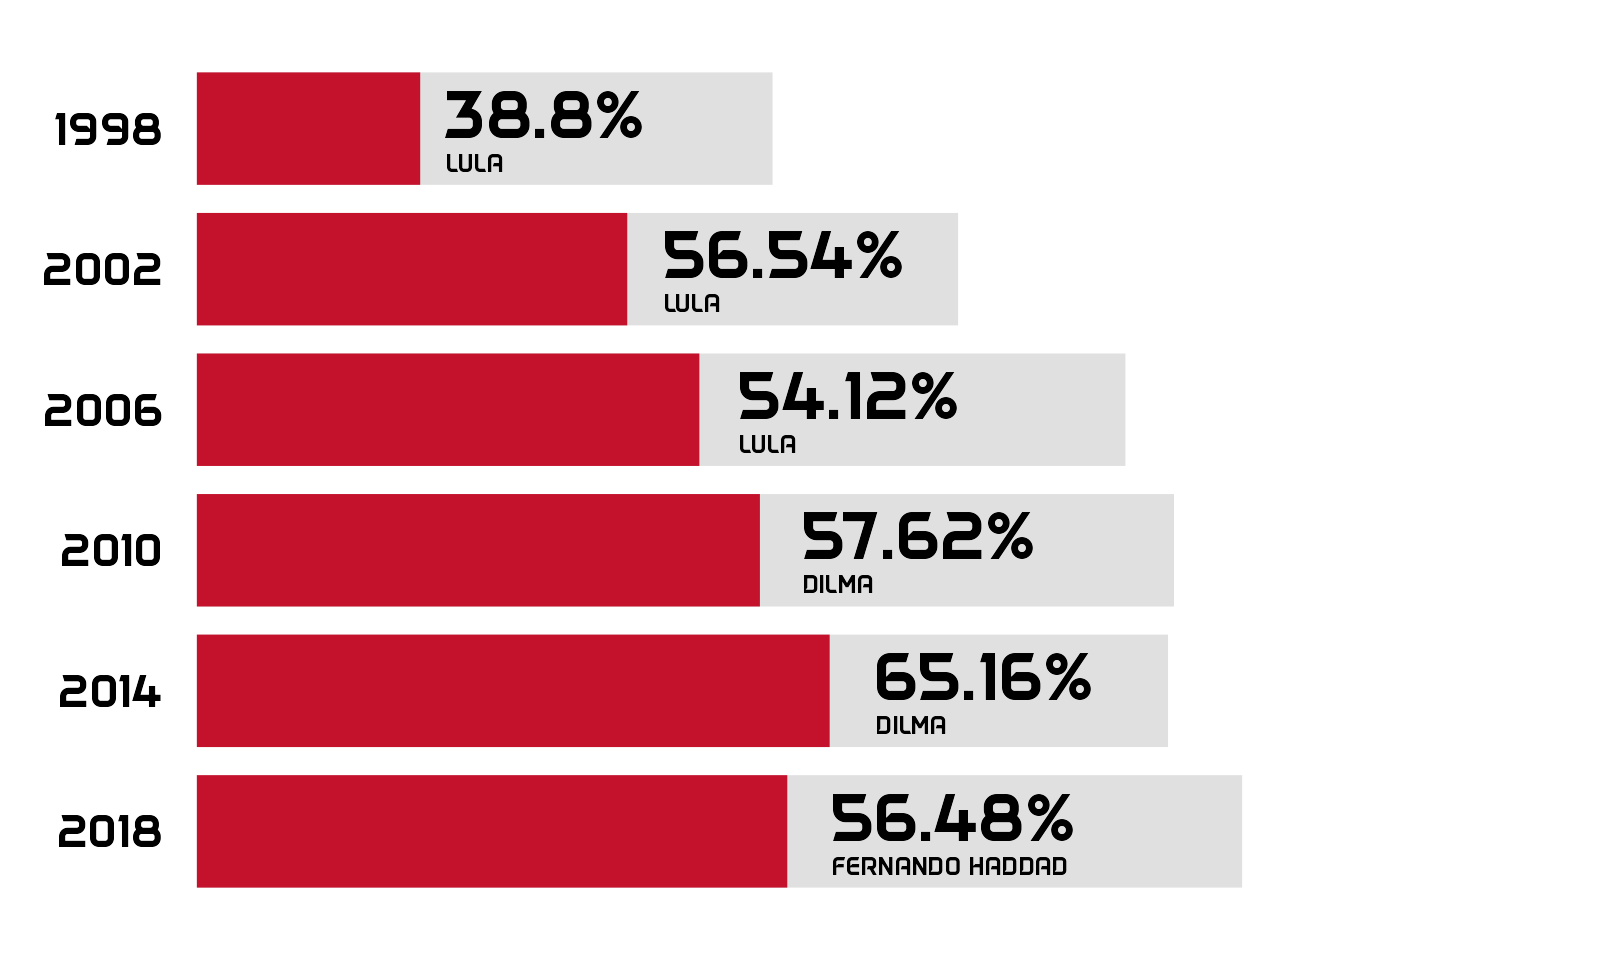 1998
38.8%
LULA
2002
56.54%
LULA
2006
54.12%
LULA
2010
57.62%
DILMA
2014
65.16%
DILMA
2018
56.48%
FERNANDO HADDAD